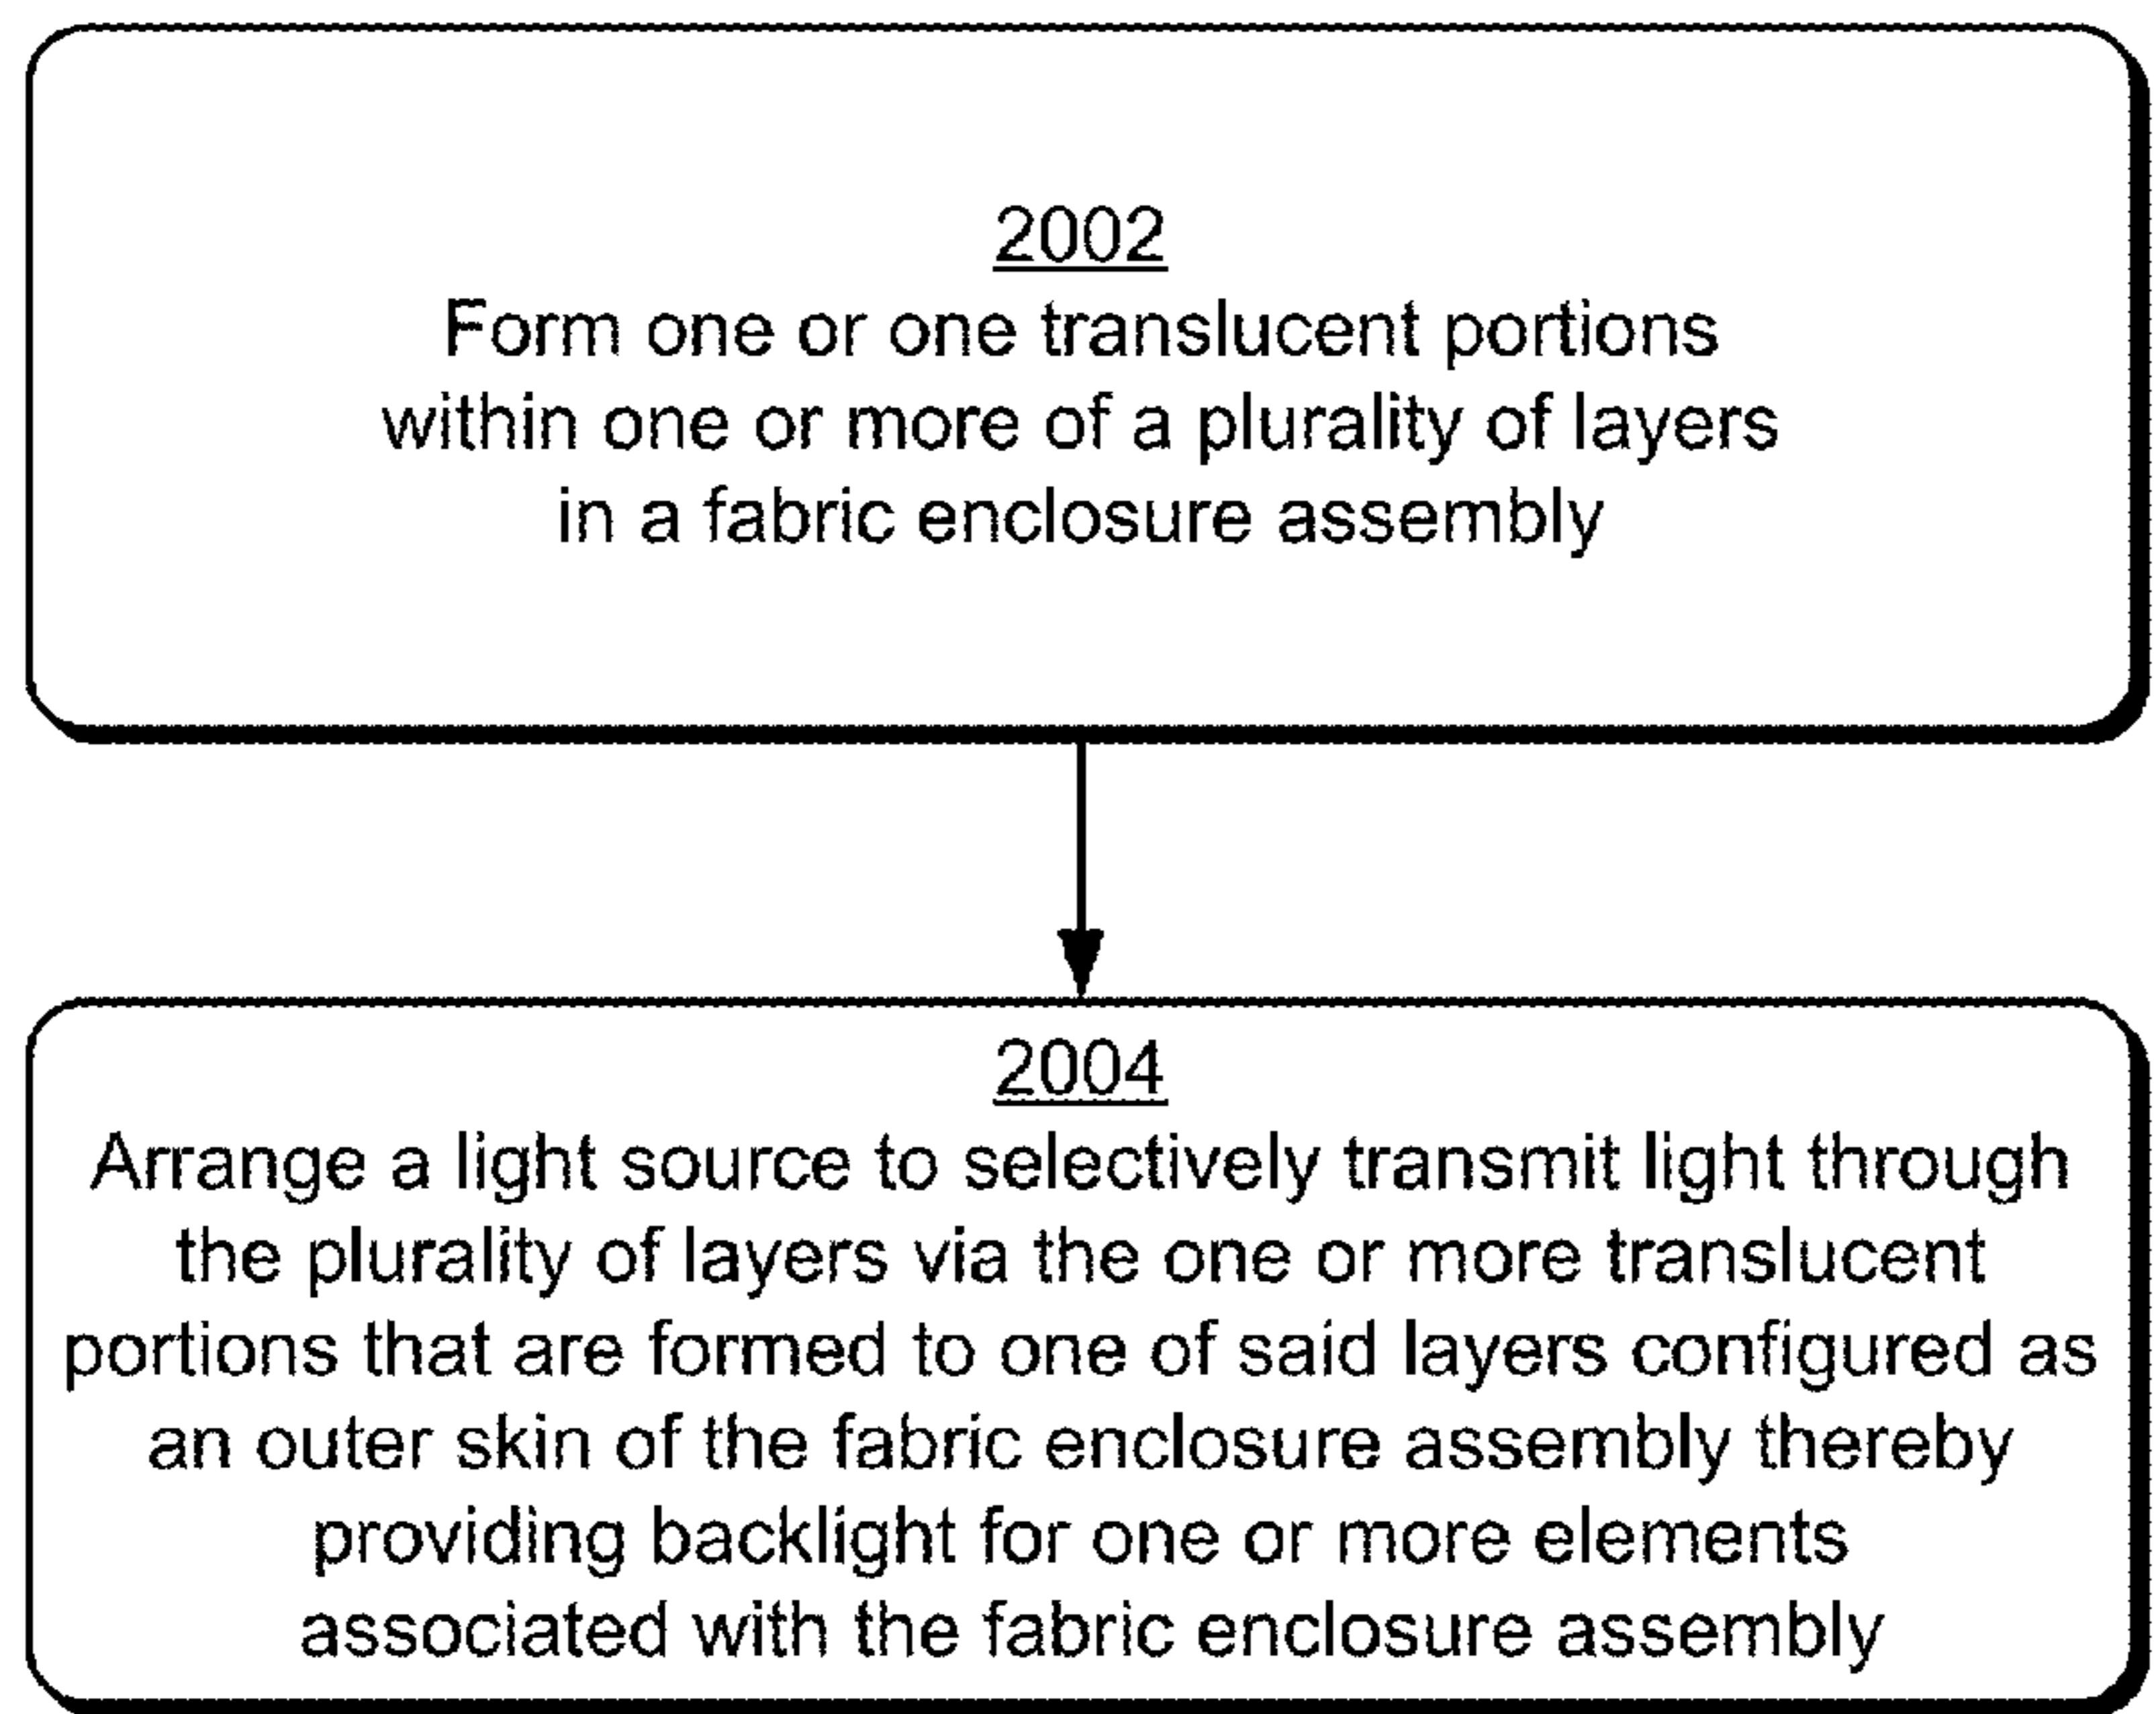 2002
Form one or one translucent portions
within one or more of a plurality of layers
in a fabric enclosure assembly
2004
Arrange a light source to selectively transmit light through
the plurality of layers via the one or more translucent
portions that are formed to one of said layers configured as
an outer skin of the fabric enclosure assembly thereby
providing backlight for one or more elements
associated with the fabric enclosure assembly